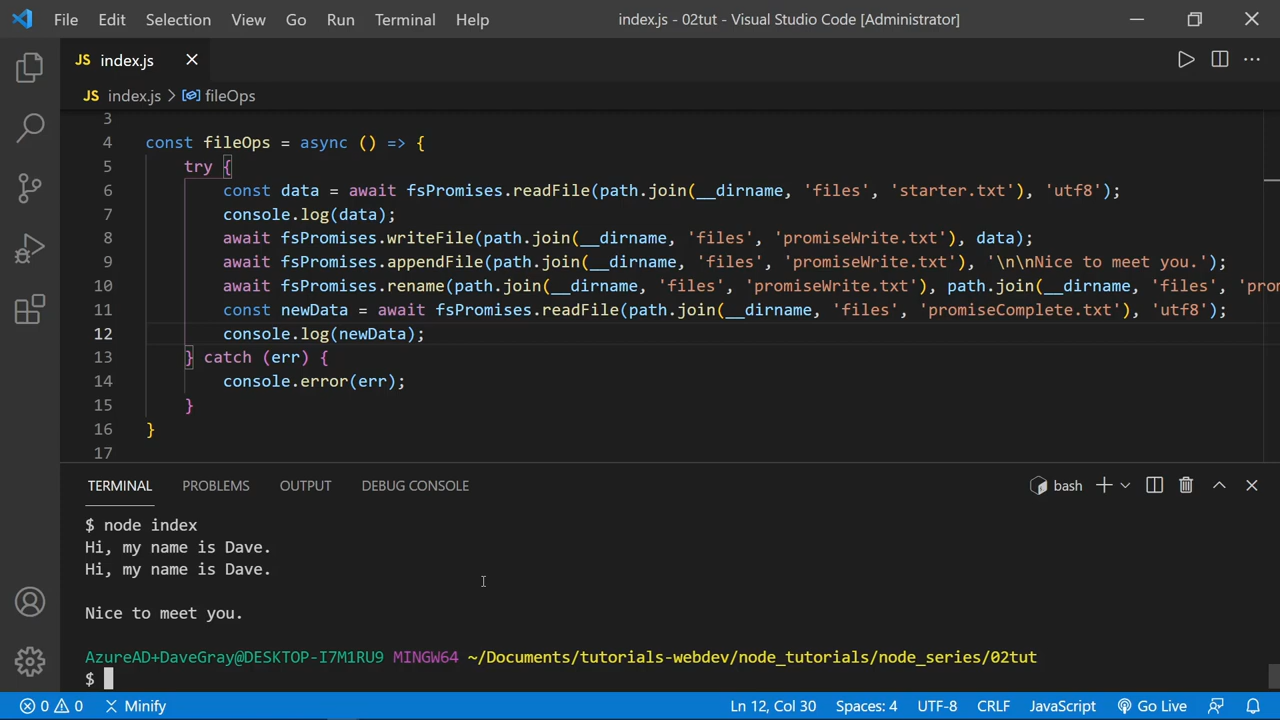 File Edit Selection View Go Run Terminal Help index.js - 02tut - Visual Studio Code [Administrator]
JS index.js
JS index.js > fileOps
3
4 const fileOps = async () => {
5 try {
6 const data = await fsPromises.readFile(path.join(__dirname, 'files', 'starter.txt'), 'utf8');
7 console.log(data);
8 await fsPromises.writeFile(path.join(__dirname, 'files', 'promiseWrite.txt'), data);
9 await fsPromises.appendFile(path.join(__dirname, 'files', 'promiseWrite.txt'), '\n\nNice to meet you.');
10 await fsPromises.rename(path.join(__dirname, 'files', 'promiseWrite.txt'), path.join(__dirname, 'files', 'pro
11 const newData = await fsPromises.readFile(path.join(__dirname, 'files', 'promiseComplete.txt'), 'utf8');
12 console.log(newData);
13 } catch (err) {
14 console.error(err);
15 }
16 }
17
TERMINAL PROBLEMS OUTPUT DEBUG CONSOLE bash
$ node index
Hi, my name is Dave.
Hi, my name is Dave.
Nice to meet you.
AzureAD+DaveGray@DESKTOP-I7M1RU9 MINGW64 ~/Documents/tutorials-webdev/node_tutorials/node_series/02tut
$
0 0 Minify Ln 12, Col 30 Spaces: 4 UTF-8 CRLF JavaScript Go Live